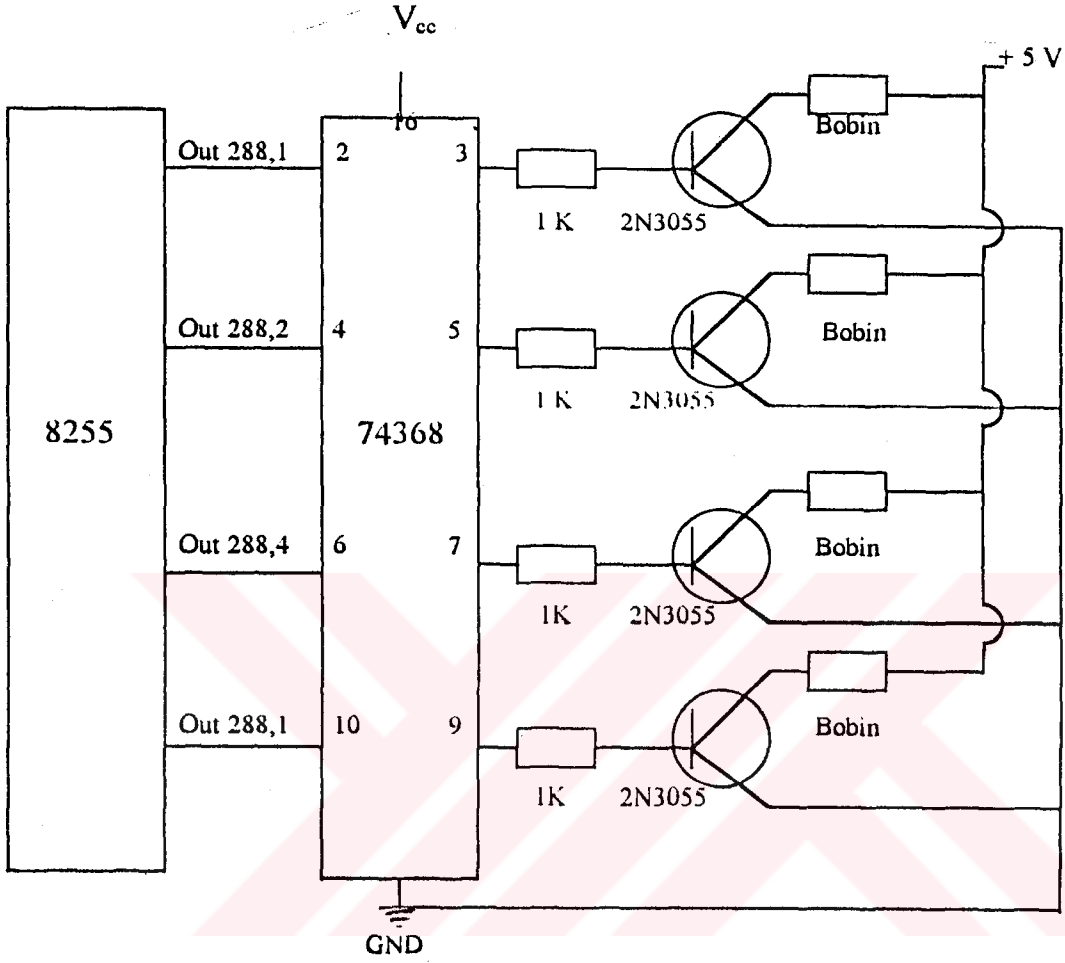 Vcc
+ 5 V
16
Out 288,1
2
3
Bobin
1 K
2N3055
Out 288,2
4
5
Bobin
1 K
2N3055
8255
74368
Out 288,4
6
7
Bobin
1K
2N3055
Out 288,1
10
9
Bobin
1K
2N3055
GND